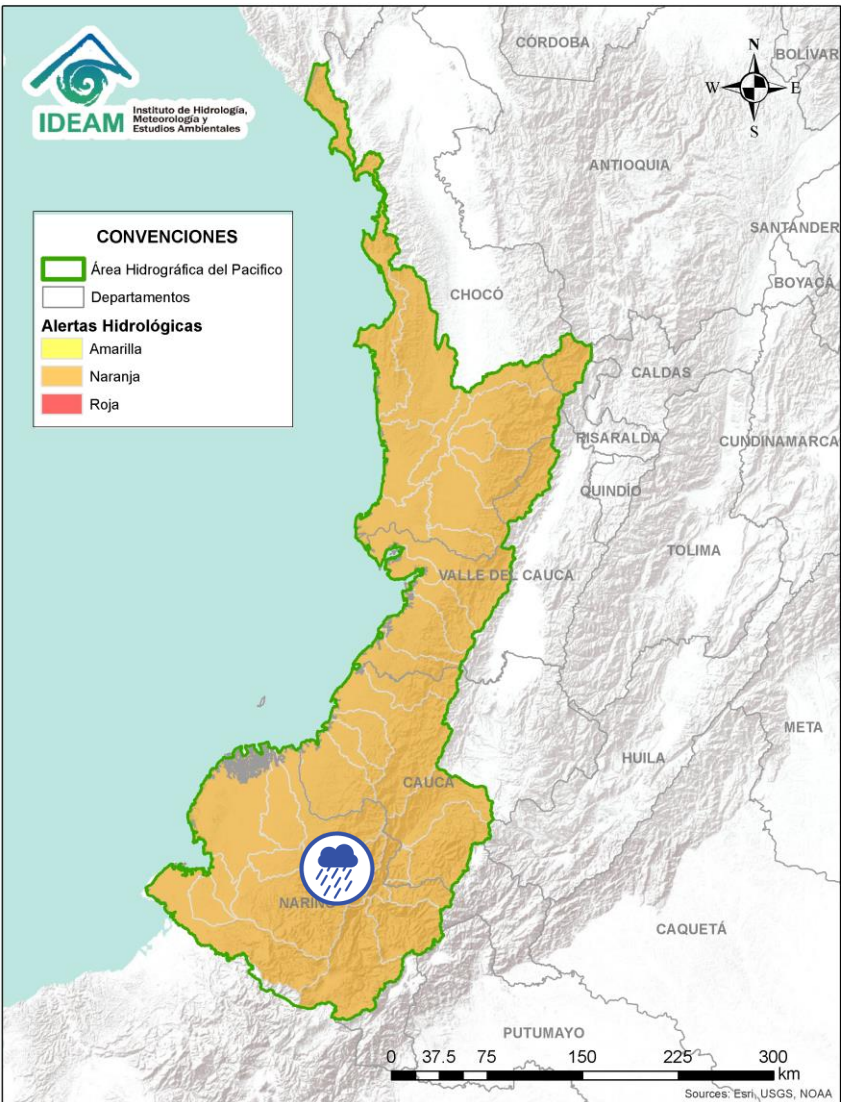 IDEAM
Instituto de Hidrología,
Meteorología y
Estudios Ambientales
CONVENCIONES
Área Hidrográfica del Pacifico
Departamentos
Alertas Hidrológicas
Amarilla
Naranja
Roja
N
W
E
S
CÓRDOBA
BOLÍVAR
ANTIOQUIA
SANTANDER
BOYACÁ
CHOCÓ
CALDAS
RISARALDA
CUNDINAMARCA
QUINDÍO
TOLIMA
VALLE DEL CAUCA
META
HUILA
CAUCA
NARIÑO
CAQUETÁ
PUTUMAYO
0 37.5 75 150 225 300
km
Sources: Esri, USGS, NOAA